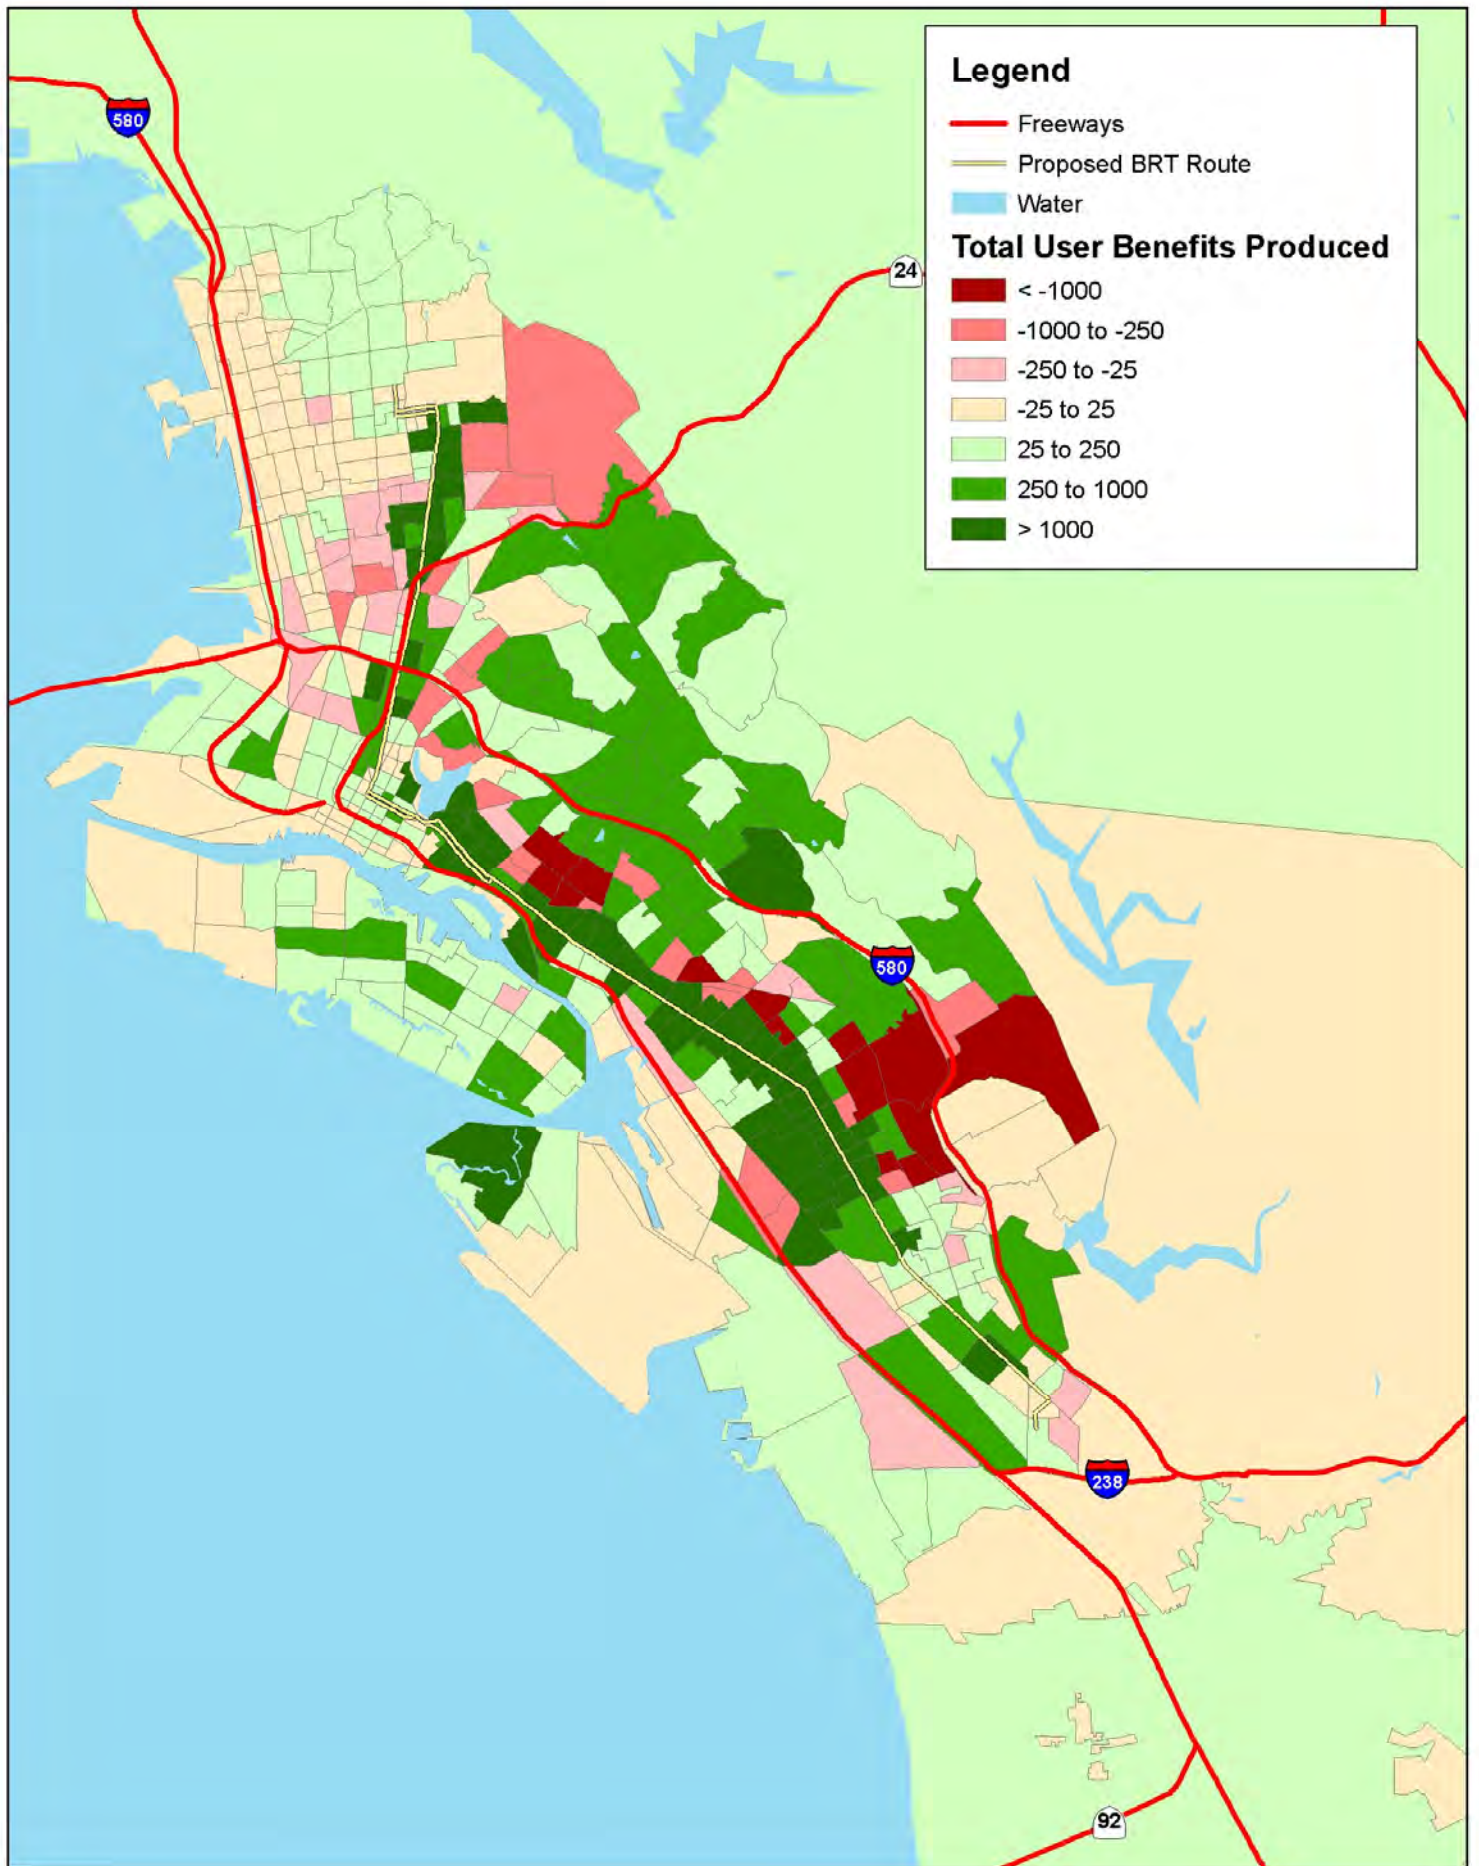 Legend
Freeways
Proposed BRT Route
Water
Total User Benefits Produced
< -1000
-1000 to -250
-250 to -25
-25 to 25
25 to 250
250 to 1000
> 1000
580
24
580
238
92